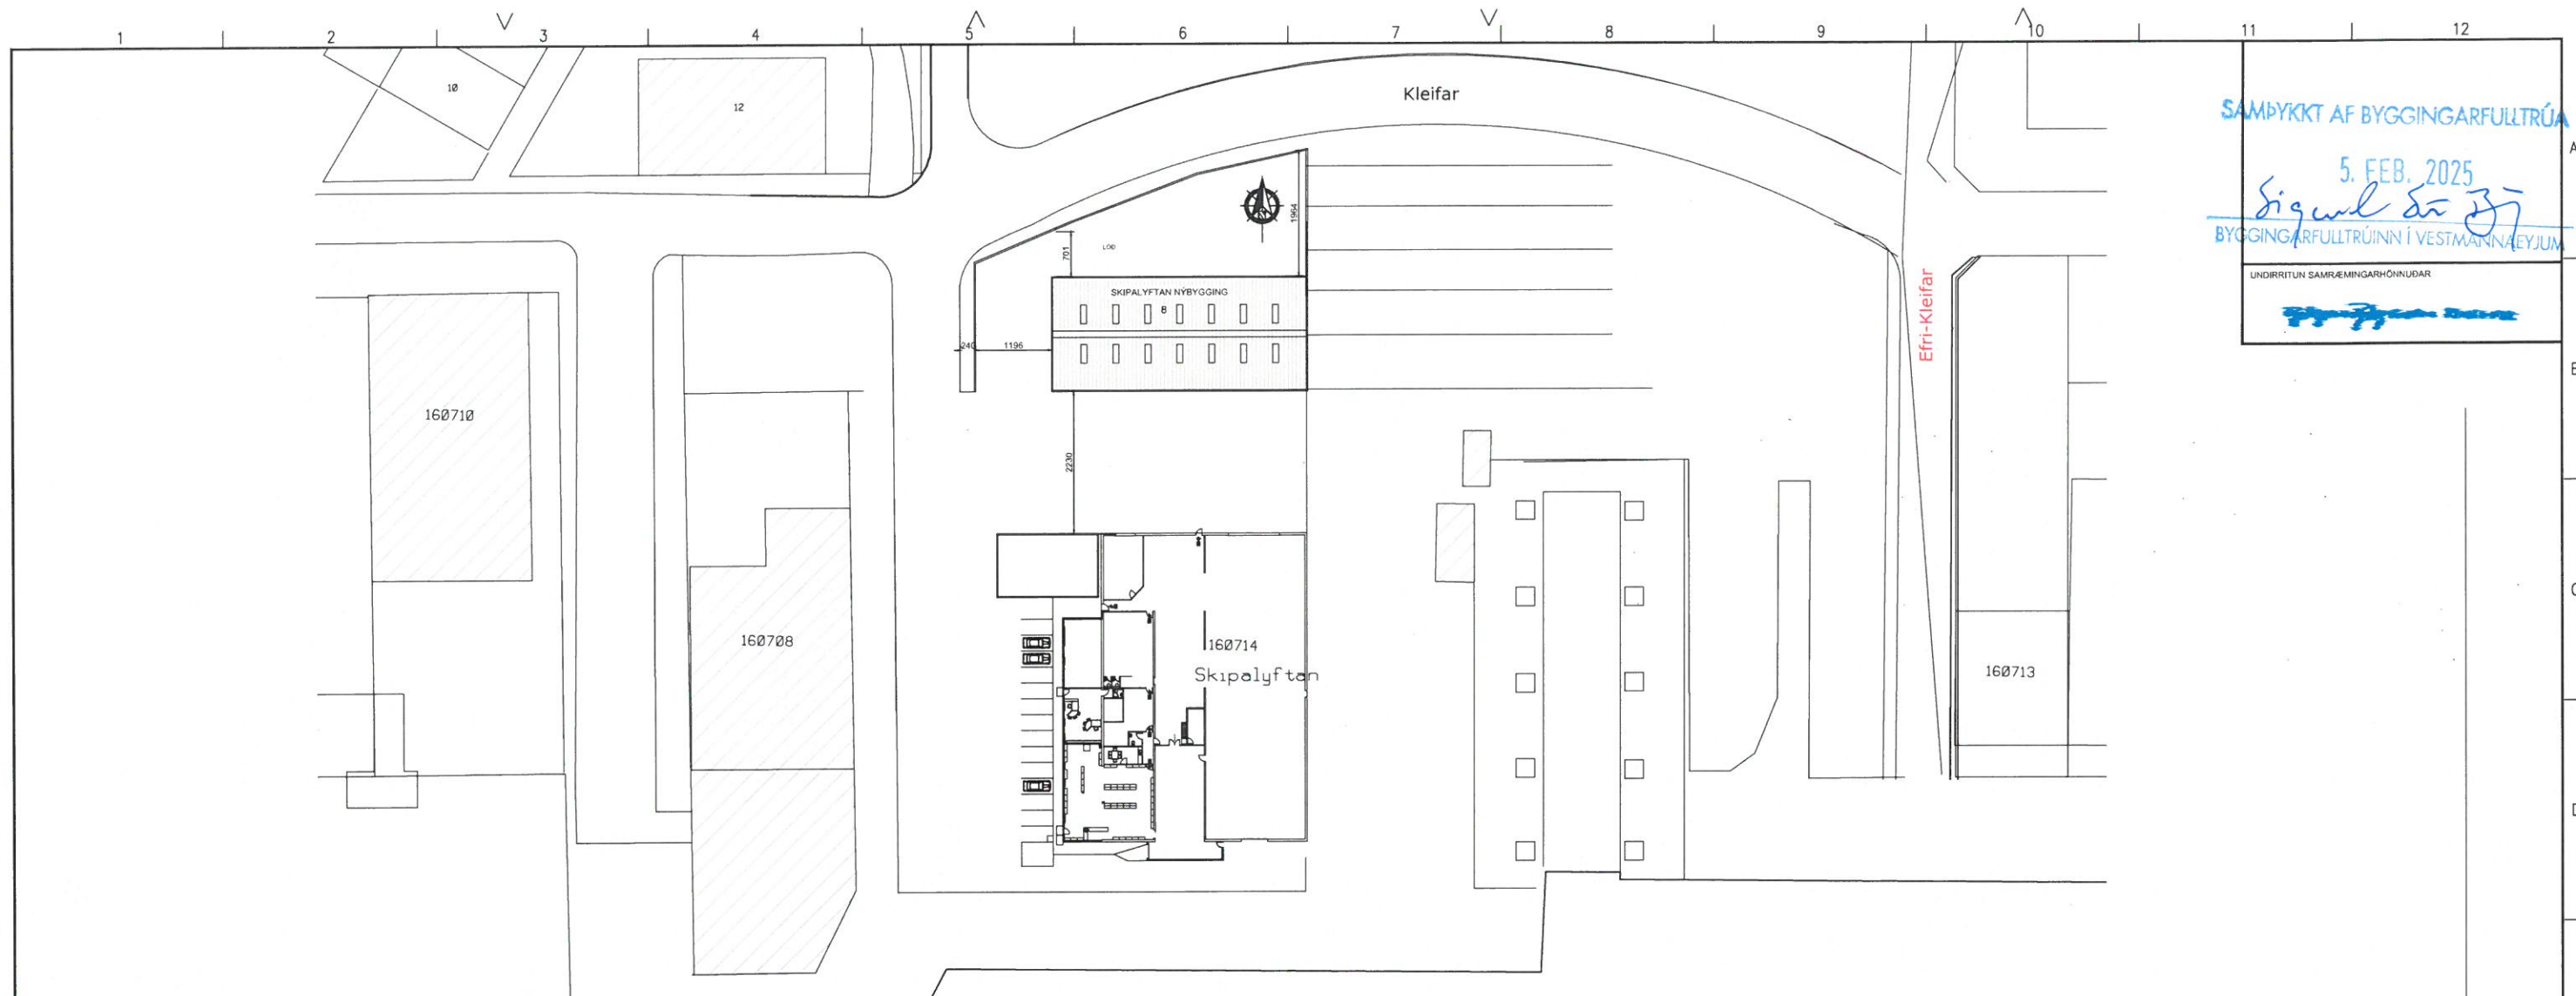 1 2 3 4 5 6 7 8 9 10 11 12
A
B
C
D
10
12
Kleifar
SAMÞYKKT AF BYGGINGARFULLTRÚA
5. FEB. 2025
BYGGINGARFULLTRÚINN Í VESTMANNAEYJUM
UNDIRRITUN SAMRÆMINGARHÖNNUÐAR
1964
701
LOÐ
SKIPALYFTAN NÝBYGGING
8
240
1196
Efri-Kleifar
160710
2230
160708
160714
Skipalyftan
160713